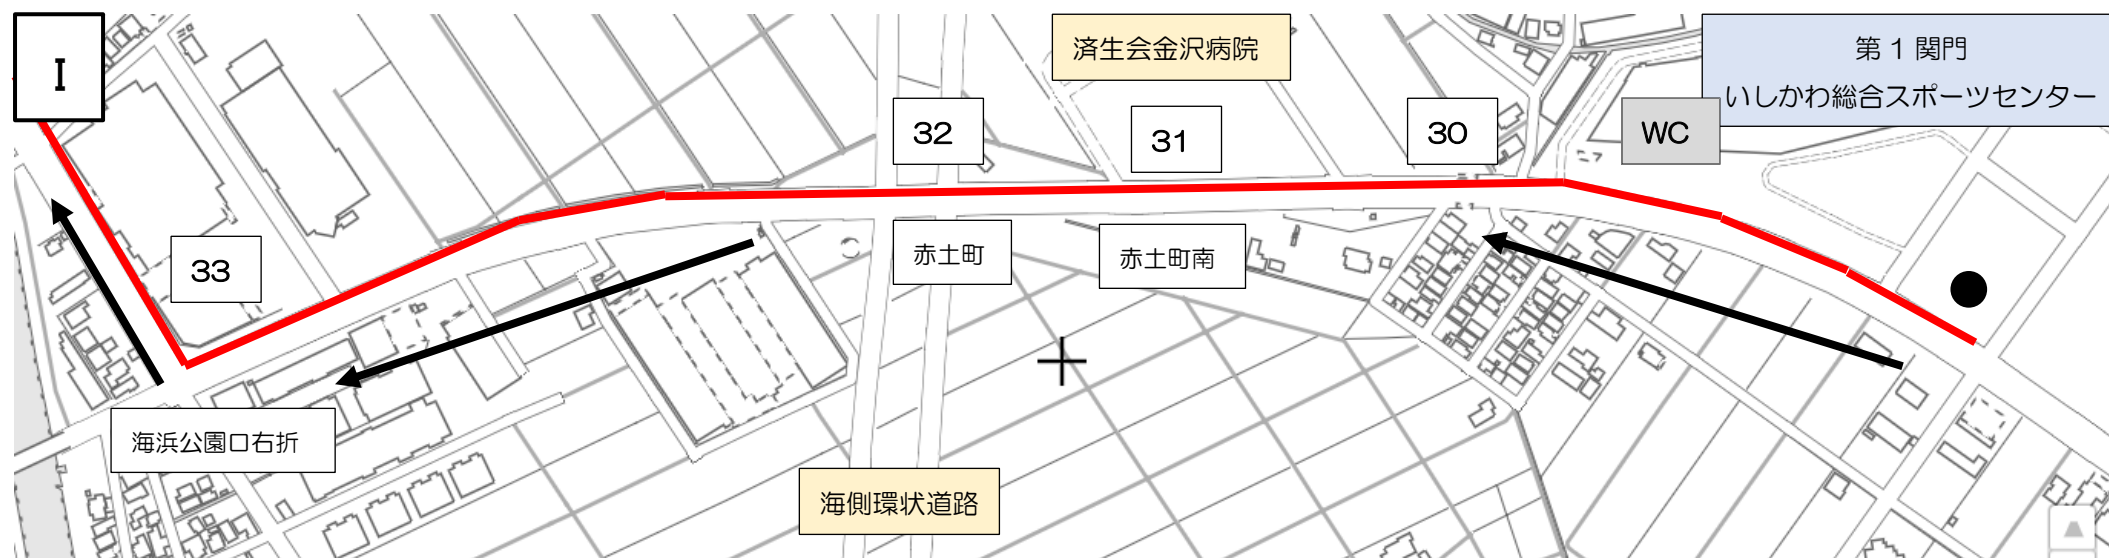 I
済生会金沢病院
第 1 関門
いしかわ総合スポーツセンター
32
31
30
WC
33
赤土町
赤土町南
海浜公園口右折
海側環状道路